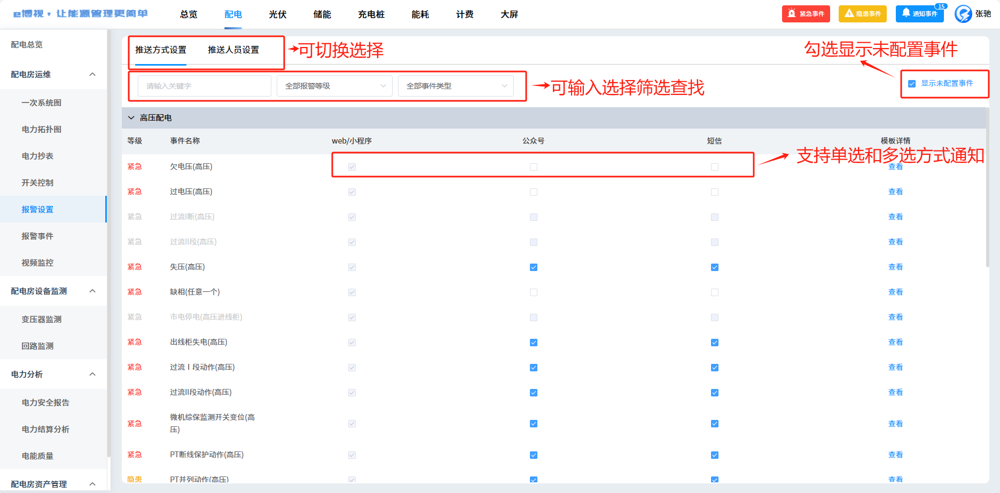 e博视，让能源管理更简单
总览 配电 光伏 储能 充电桩 能耗 计费 大屏
紧急事件 隐患事件 通知事件 15 张驰
配电总览
配电房运维
一次系统图
电力拓扑图
电力抄表
开关控制
报警设置
报警事件
视频监控
配电房设备监测
变压器监测
回路监测
电力分析
电力安全报告
电力结算分析
电能质量
配电房资产管理
推送方式设置 推送人员设置 可切换选择
勾选显示未配置事件
请输入关键字 全部报警等级 全部事件类型 可输入选择筛选查找
显示未配置事件
高压配电
等级 事件名称 web/小程序 公众号 短信 模板详情
支持单选和多选方式通知
紧急 欠电压(高压) 查看
紧急 过电压(高压) 查看
紧急 过流I断(高压) 查看
紧急 过流II段(高压) 查看
紧急 失压(高压) 查看
紧急 缺相(任意一个) 查看
紧急 市电停电(高压进线柜) 查看
紧急 出线柜失电(高压) 查看
紧急 过流Ⅰ段动作(高压) 查看
紧急 过流II段动作(高压) 查看
紧急 微机综保监测开关变位(高
压) 查看
紧急 PT断线保护动作(高压) 查看
隐患 PT并列动作(高压) 查看